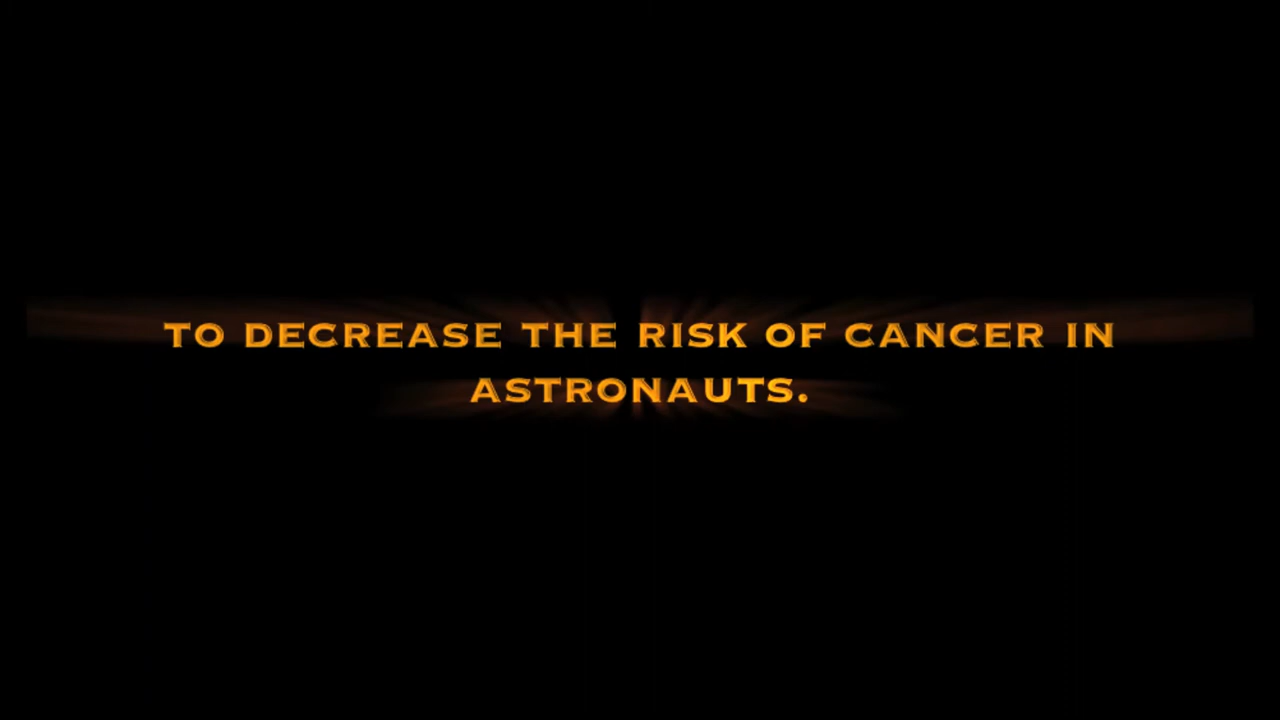 TO DECREASE THE RISK OF CANCER IN
ASTRONAUTS.